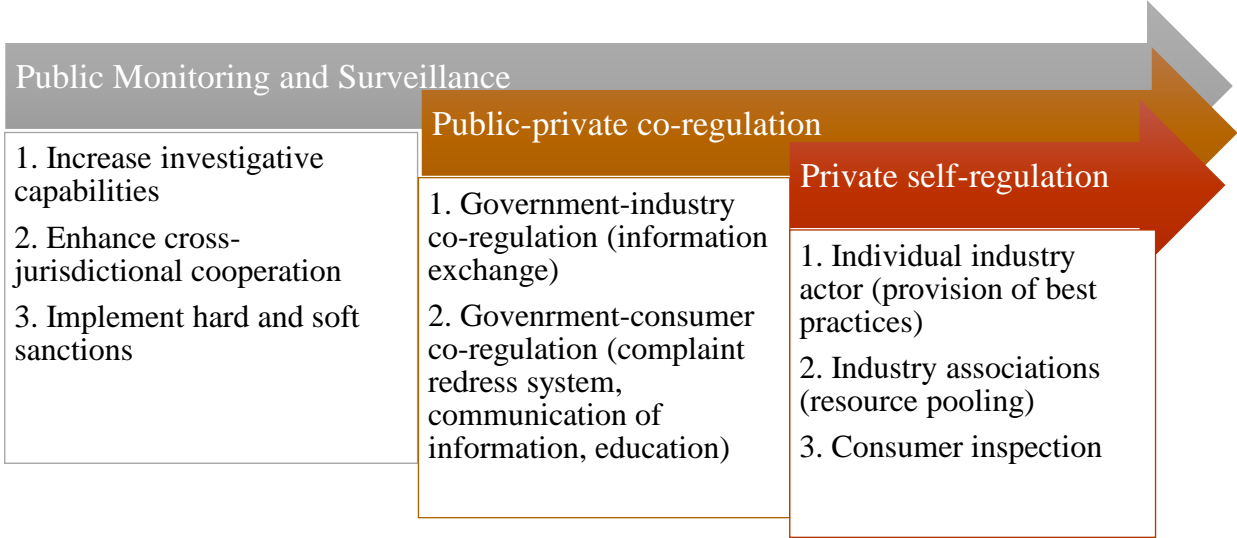 Public Monitoring and Surveillance
1. Increase investigative
capabilities
2. Enhance cross-
jurisdictional cooperation
3. Implement hard and soft
sanctions
Public-private co-regulation
1. Government-industry
co-regulation (information
exchange)
2. Govenrment-consumer
co-regulation (complaint
redress system,
communication of
information, education)
Private self-regulation
1. Individual industry
actor (provision of best
practices)
2. Industry associations
(resource pooling)
3. Consumer inspection